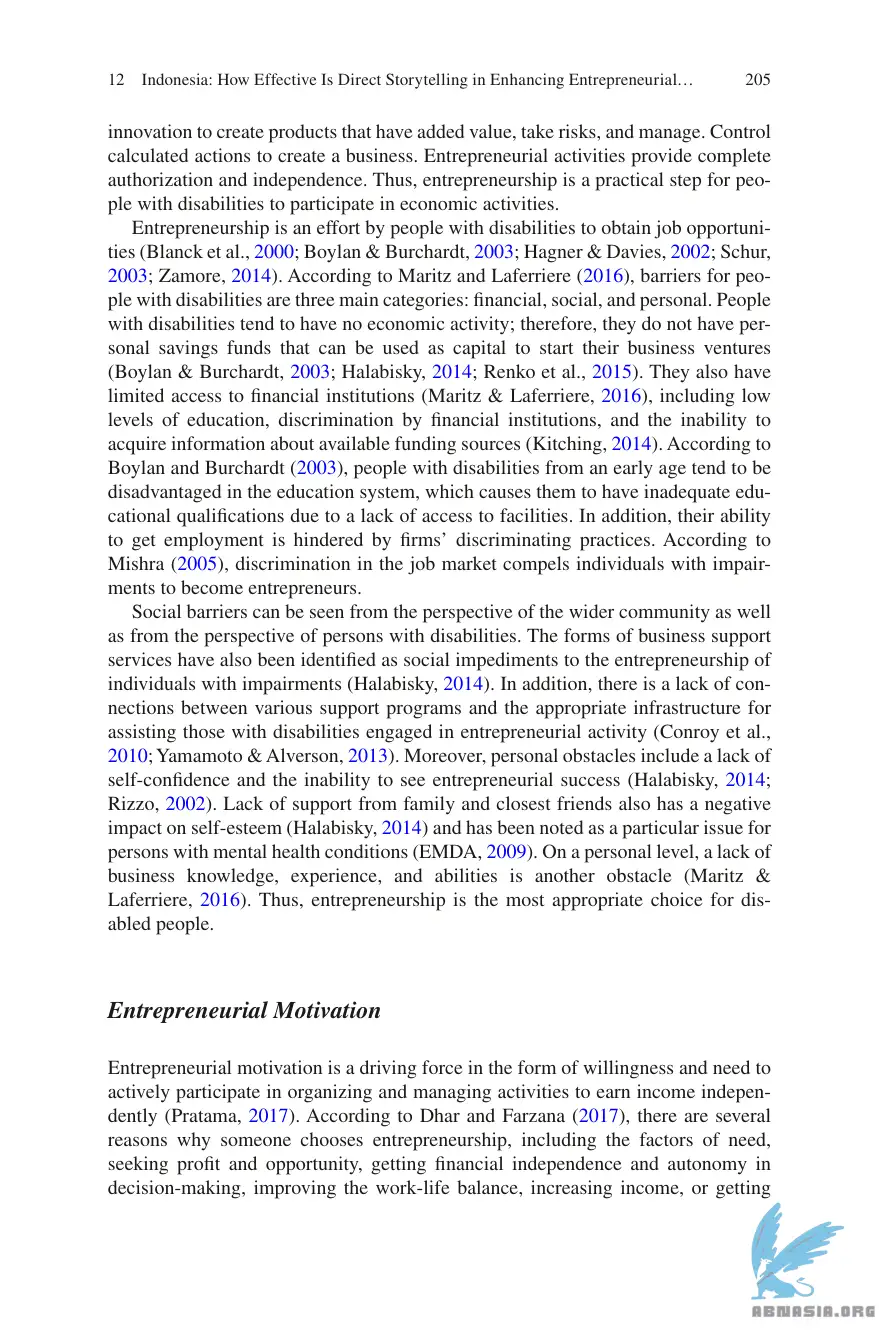 12 Indonesia: How Effective Is Direct Storytelling in Enhancing Entrepreneurial… 205
innovation to create products that have added value, take risks, and manage. Control
calculated actions to create a business. Entrepreneurial activities provide complete
authorization and independence. Thus, entrepreneurship is a practical step for peo-
ple with disabilities to participate in economic activities.
Entrepreneurship is an effort by people with disabilities to obtain job opportuni-
ties (Blanck et al., 2000; Boylan & Burchardt, 2003; Hagner & Davies, 2002; Schur,
2003; Zamore, 2014). According to Maritz and Laferriere (2016), barriers for peo-
ple with disabilities are three main categories: financial, social, and personal. People
with disabilities tend to have no economic activity; therefore, they do not have per-
sonal savings funds that can be used as capital to start their business ventures
(Boylan & Burchardt, 2003; Halabisky, 2014; Renko et al., 2015). They also have
limited access to financial institutions (Maritz & Laferriere, 2016), including low
levels of education, discrimination by financial institutions, and the inability to
acquire information about available funding sources (Kitching, 2014). According to
Boylan and Burchardt (2003), people with disabilities from an early age tend to be
disadvantaged in the education system, which causes them to have inadequate edu-
cational qualifications due to a lack of access to facilities. In addition, their ability
to get employment is hindered by firms' discriminating practices. According to
Mishra (2005), discrimination in the job market compels individuals with impair-
ments to become entrepreneurs.
Social barriers can be seen from the perspective of the wider community as well
as from the perspective of persons with disabilities. The forms of business support
services have also been identified as social impediments to the entrepreneurship of
individuals with impairments (Halabisky, 2014). In addition, there is a lack of con-
nections between various support programs and the appropriate infrastructure for
assisting those with disabilities engaged in entrepreneurial activity (Conroy et al.,
2010; Yamamoto & Alverson, 2013). Moreover, personal obstacles include a lack of
self-confidence and the inability to see entrepreneurial success (Halabisky, 2014;
Rizzo, 2002). Lack of support from family and closest friends also has a negative
impact on self-esteem (Halabisky, 2014) and has been noted as a particular issue for
persons with mental health conditions (EMDA, 2009). On a personal level, a lack of
business knowledge, experience, and abilities is another obstacle (Maritz &
Laferriere, 2016). Thus, entrepreneurship is the most appropriate choice for dis-
abled people.
Entrepreneurial Motivation
Entrepreneurial motivation is a driving force in the form of willingness and need to
actively participate in organizing and managing activities to earn income indepen-
dently (Pratama, 2017). According to Dhar and Farzana (2017), there are several
reasons why someone chooses entrepreneurship, including the factors of need,
seeking profit and opportunity, getting financial independence and autonomy in
decision-making, improving the work-life balance, increasing income, or getting
ABNASIA.ORG